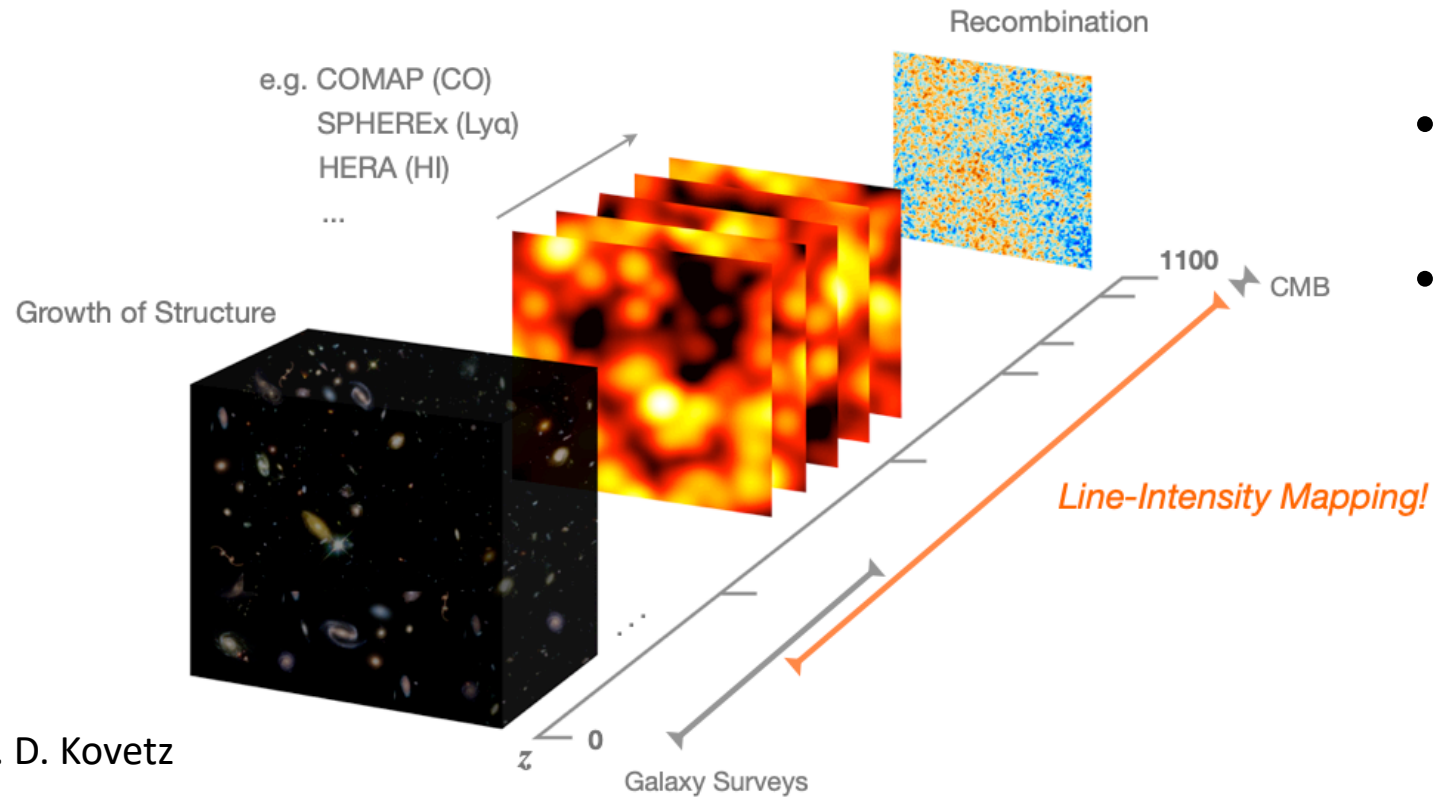 Recombination
e.g. COMAP (CO)
SPHEREx (Lyα)
HERA (HI)
...
Growth of Structure
1100
CMB
Line-Intensity Mapping!
...
z
0
Galaxy Surveys
. D. Kovetz